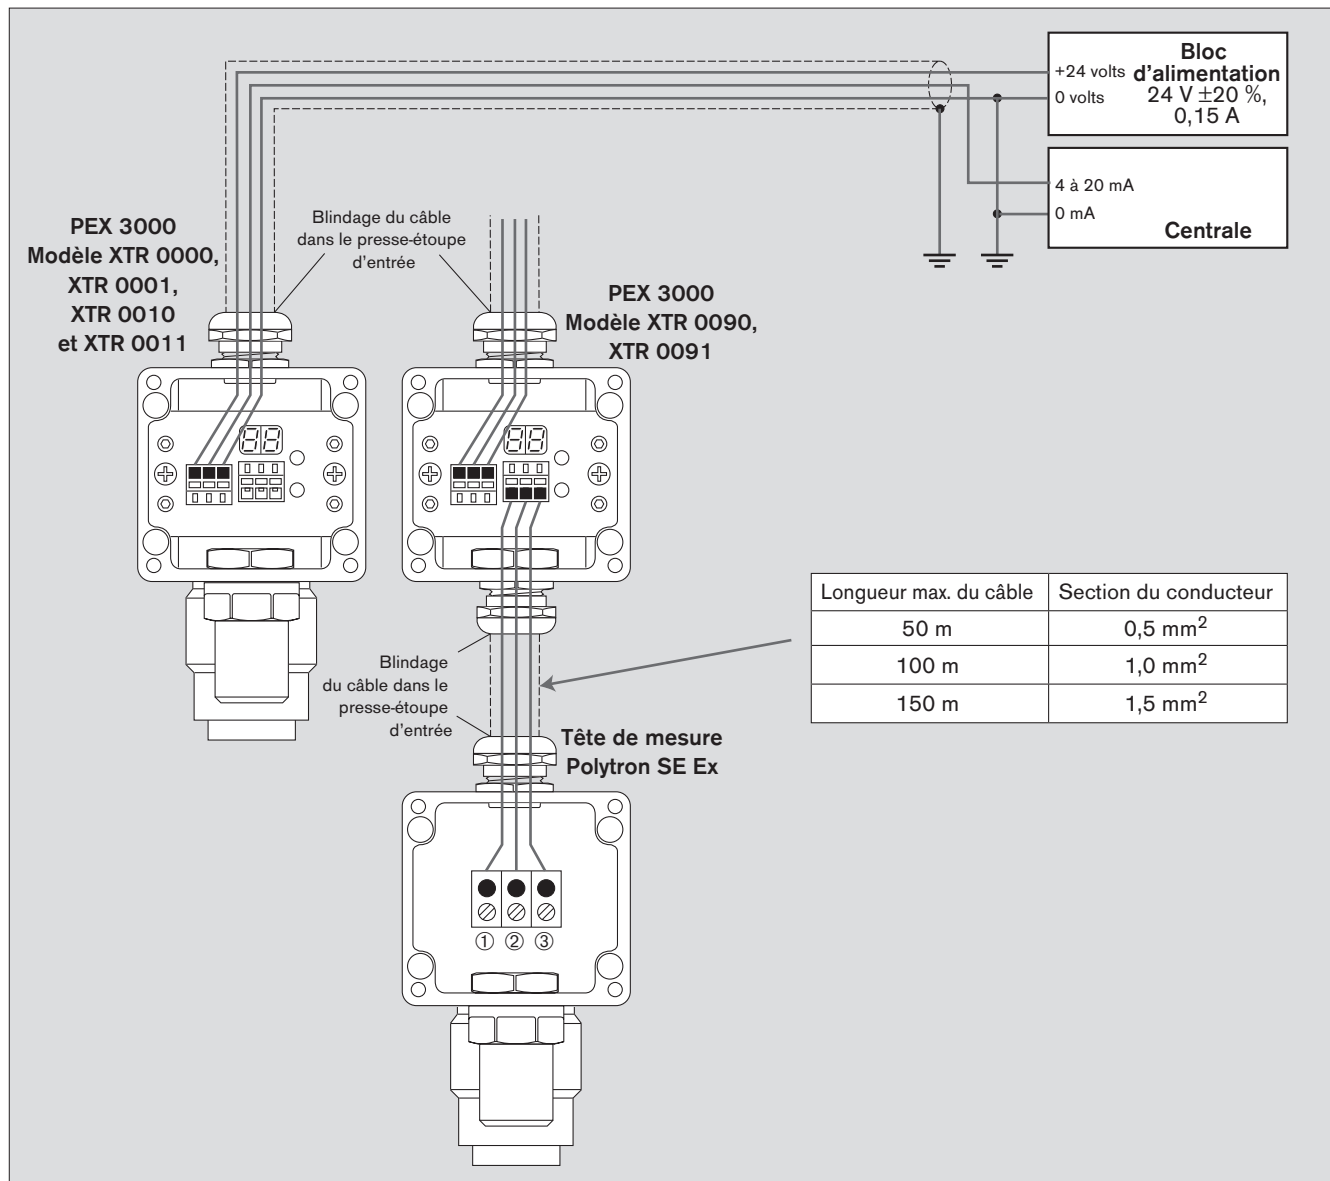 +24 volts
0 volts
Bloc
d'alimentation
24 V ±20 %,
0,15 A
4 à 20 mA
0 mA
Centrale
PEX 3000
Modèle XTR 0000,
XTR 0001,
XTR 0010
et XTR 0011
Blindage du câble
dans le presse-étoupe
d'entrée
PEX 3000
Modèle XTR 0090,
XTR 0091
88
88
Longueur max. du câble Section du conducteur
50 m 0,5 mm²
100 m 1,0 mm²
150 m 1,5 mm²
Blindage
du câble dans le
presse-étoupe
d'entrée
Tête de mesure
Polytron SE Ex
① ② ③